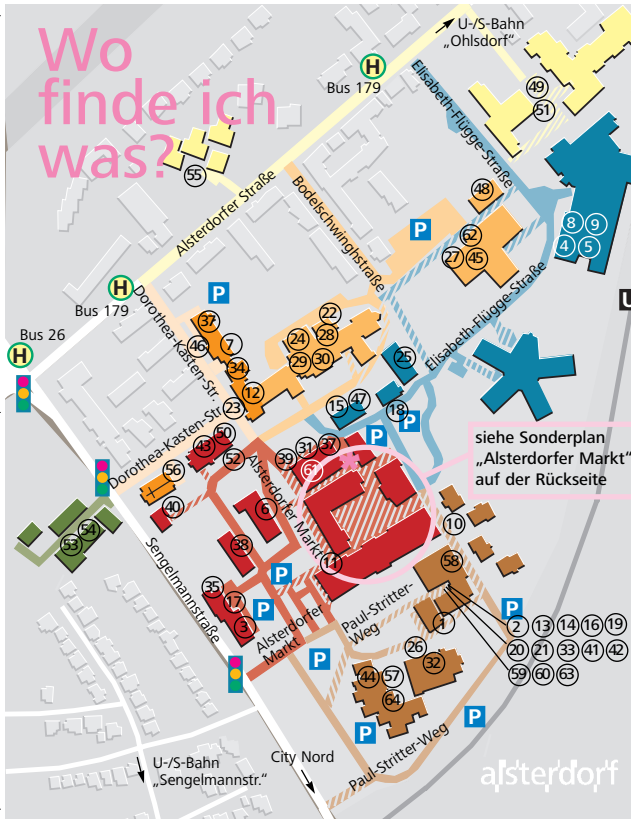 Wo
finde ich
was?
U-/S-Bahn
„Ohlsdorf“
H
Bus 179
Elisabeth-Flügge-Straße
49
51
55
Alsterdorfer Straße
Bodelschwinghstraße
48
P
62
27 45
8 9
4 5
U
H
Bus 179
P
Dorothea-Kasten-Str.
37
46 7
34
12
23
22
24 28
29 30
Elisabeth-Flügge-Straße
25
15 47
18
P
Bus 26
H
Dorothea-Kasten-Str.
43 50
52
56
40
39 31 37
61
P
siehe Sonderplan
„Alsterdorfer Markt“
auf der Rückseite
Alsterdorfer Markt
6
38
11
10
58
53 54
Sengelmannstraße
35
17
3
P
P
Alsterdorfer
Markt
Paul-Stritter-
Weg
1
P
2 13 14 16 19
20 21 33 41 42
59 60 63
26
32
44 57
64
P
P
P
Paul-Stritter-Weg
U-/S-Bahn
„Sengelmannstr.“
City Nord
alsterdorf